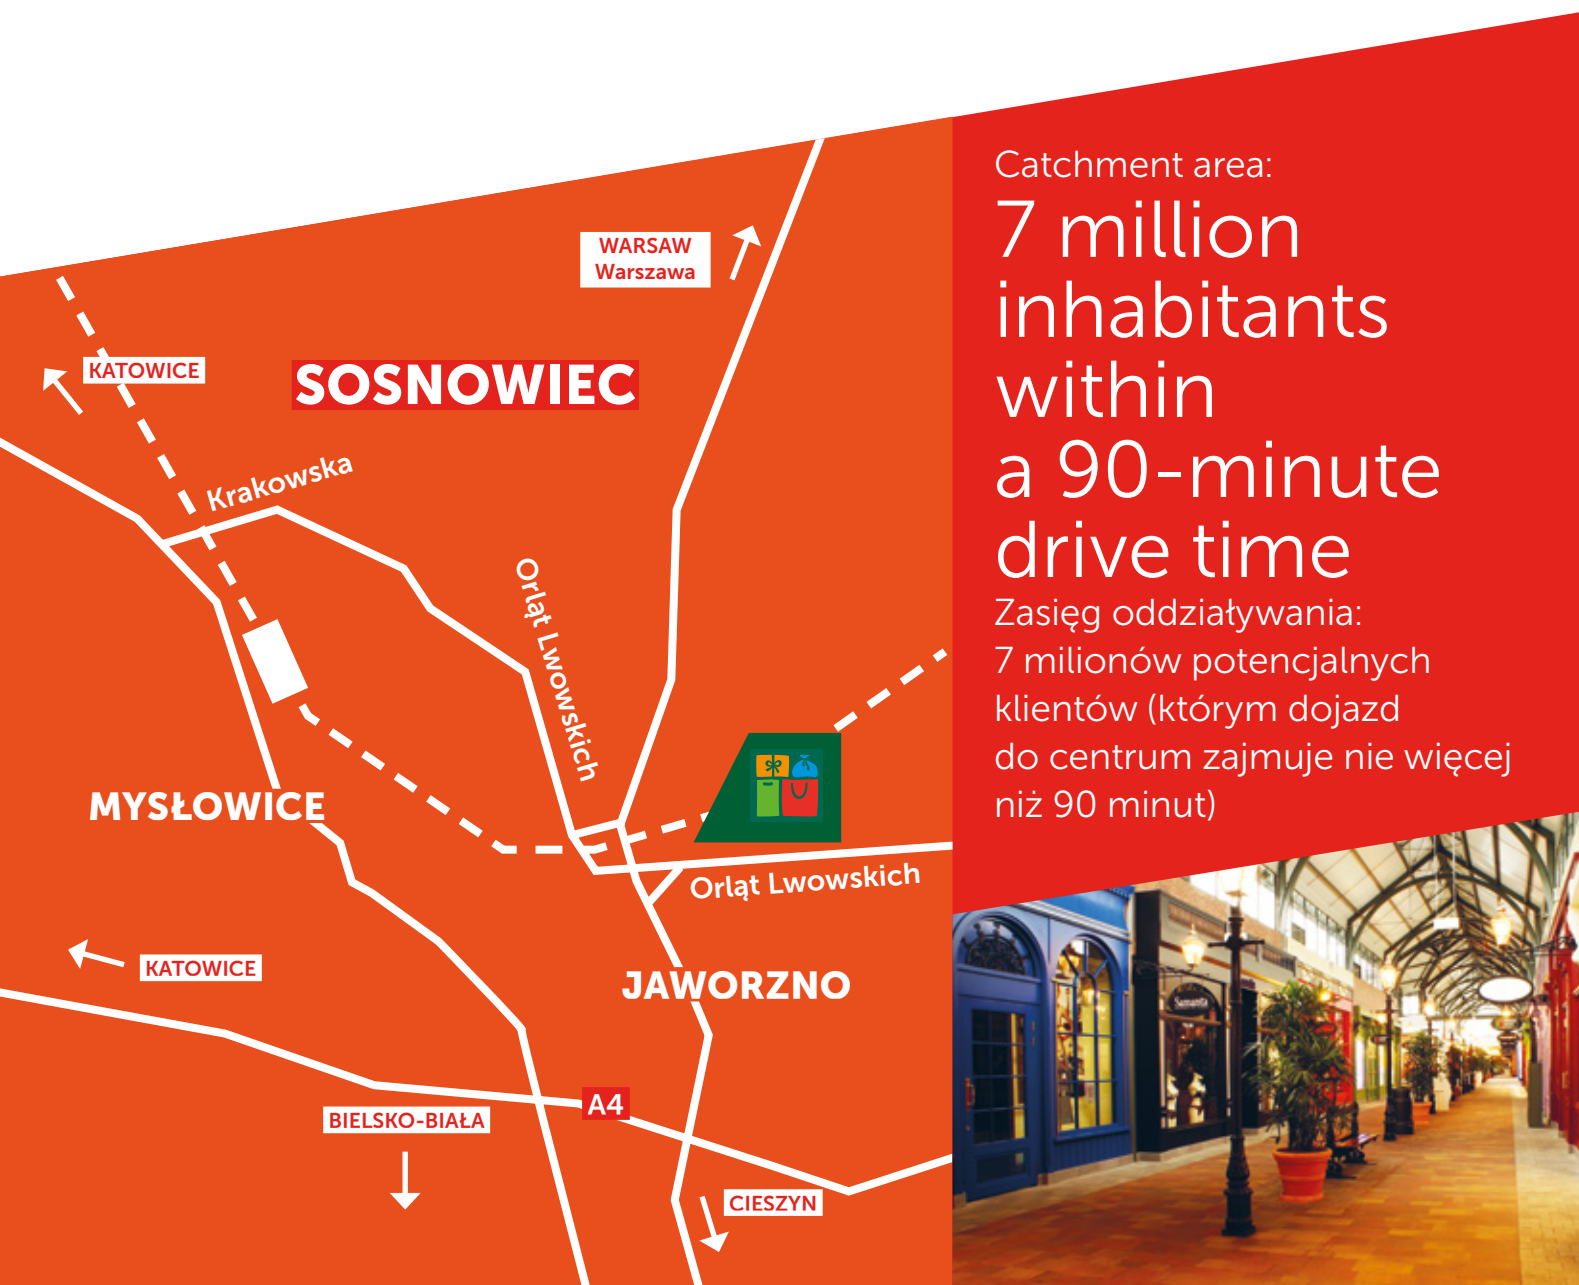 WARSAW
Warszawa
KATOWICE
SOSNOWIEC
Krakowska
Orląt Lwowskich
MYSŁOWICE
Orląt Lwowskich
KATOWICE
JAWORZNO
A4
BIELSKO-BIAŁA
CIESZYN
Catchment area:
7 million
inhabitants
within
a 90-minute
drive time
Zasięg oddziaływania:
7 milionów potencjalnych
klientów (którym dojazd
do centrum zajmuje nie więcej
niż 90 minut)
Samanta